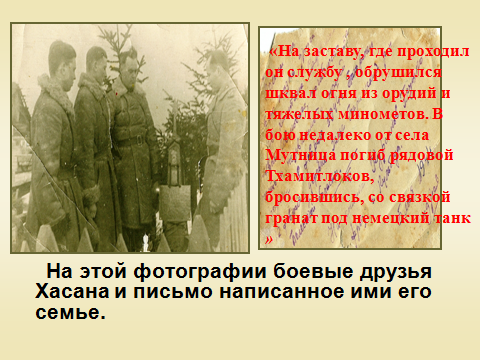 «На заставу, где проходил
он службу , обрушился
шквал огня из орудий и
тяжелых минометов. В
бою недалеко от села
Мутница погиб рядовой
Тхамитлоков,
бросившись, со связкой
гранат под немецкий танк
»
На этой фотографии боевые друзья
Хасана и письмо написанное ими его
семье.